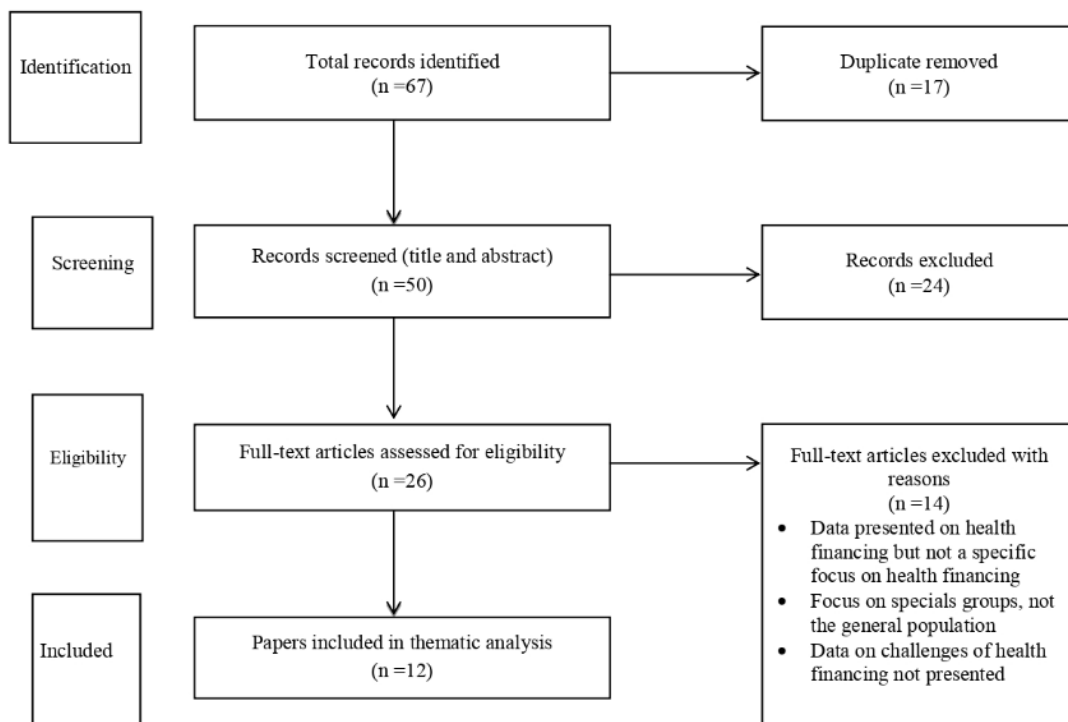 Identification
Total records identified
(n =67)
Duplicate removed
(n =17)
Screening
Records screened (title and abstract)
(n =50)
Records excluded
(n =24)
Eligibility
Full-text articles assessed for eligibility
(n =26)
Full-text articles excluded with
reasons
(n =14)
• Data presented on health
financing but not a specific
focus on health financing
• Focus on specials groups, not
the general population
• Data on challenges of health
financing not presented
Included
Papers included in thematic analysis
(n =12)